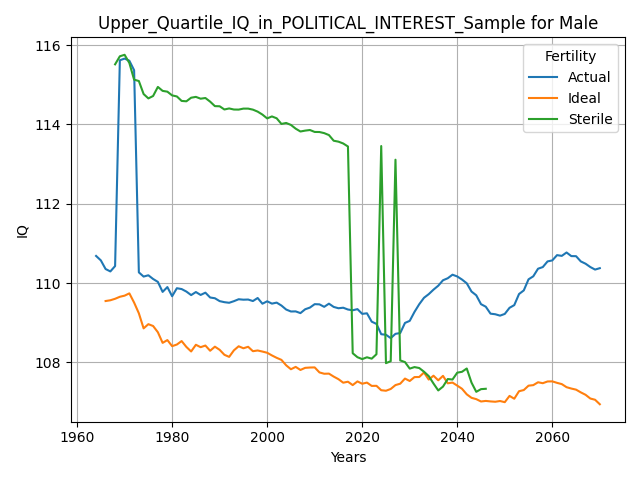 Upper_Quartile_IQ_in_POLITICAL_INTEREST_Sample for Male
Fertility
Actual
Ideal
Sterile
IQ
116
114
112
110
108
1960
1980
2000
2020
2040
2060
Years